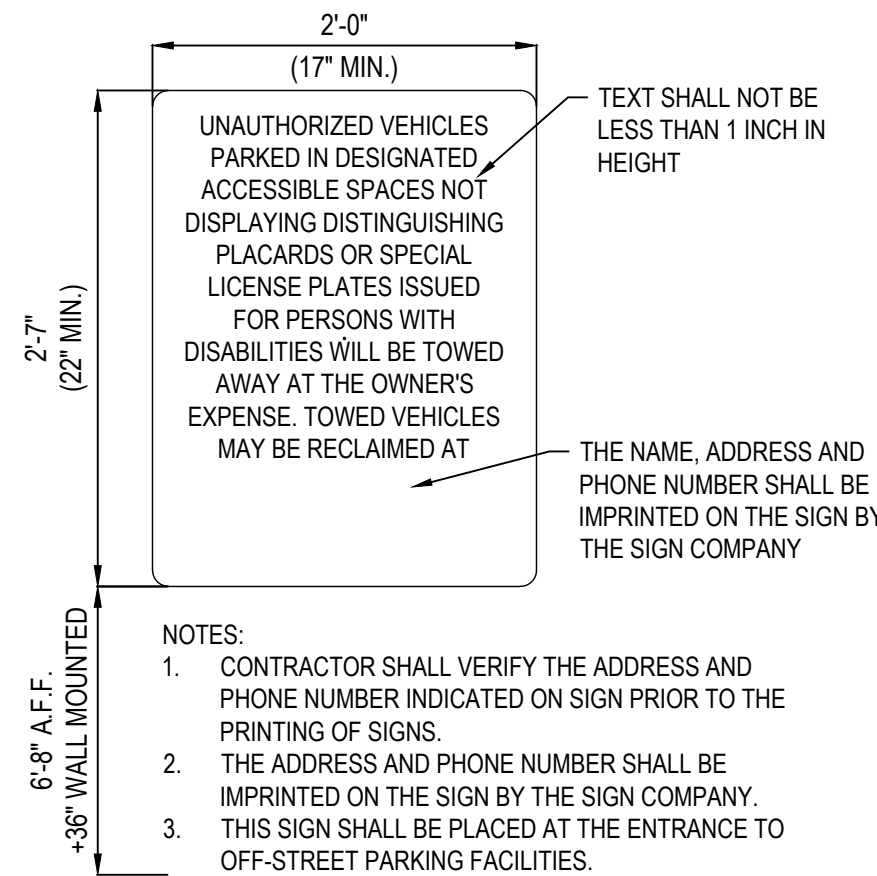 2'-0"
(17" MIN.)
UNAUTHORIZED VEHICLES
PARKED IN DESIGNATED
ACCESSIBLE SPACES NOT
DISPLAYING DISTINGUISHING
PLACARDS OR SPECIAL
LICENSE PLATES ISSUED
FOR PERSONS WITH
DISABILITIES WILL BE TOWED
AWAY AT THE OWNER'S
EXPENSE. TOWED VEHICLES
MAY BE RECLAIMED AT
TEXT SHALL NOT BE
LESS THAN 1 INCH IN
HEIGHT
2'-7"
(22" MIN.)
THE NAME, ADDRESS AND
PHONE NUMBER SHALL BE
IMPRINTED ON THE SIGN BY
THE SIGN COMPANY
6'-8" A.F.F.
+36" WALL MOUNTED
NOTES:
1. CONTRACTOR SHALL VERIFY THE ADDRESS AND
PHONE NUMBER INDICATED ON SIGN PRIOR TO THE
PRINTING OF SIGNS.
2. THE ADDRESS AND PHONE NUMBER SHALL BE
IMPRINTED ON THE SIGN BY THE SIGN COMPANY.
3. THIS SIGN SHALL BE PLACED AT THE ENTRANCE TO
OFF-STREET PARKING FACILITIES.